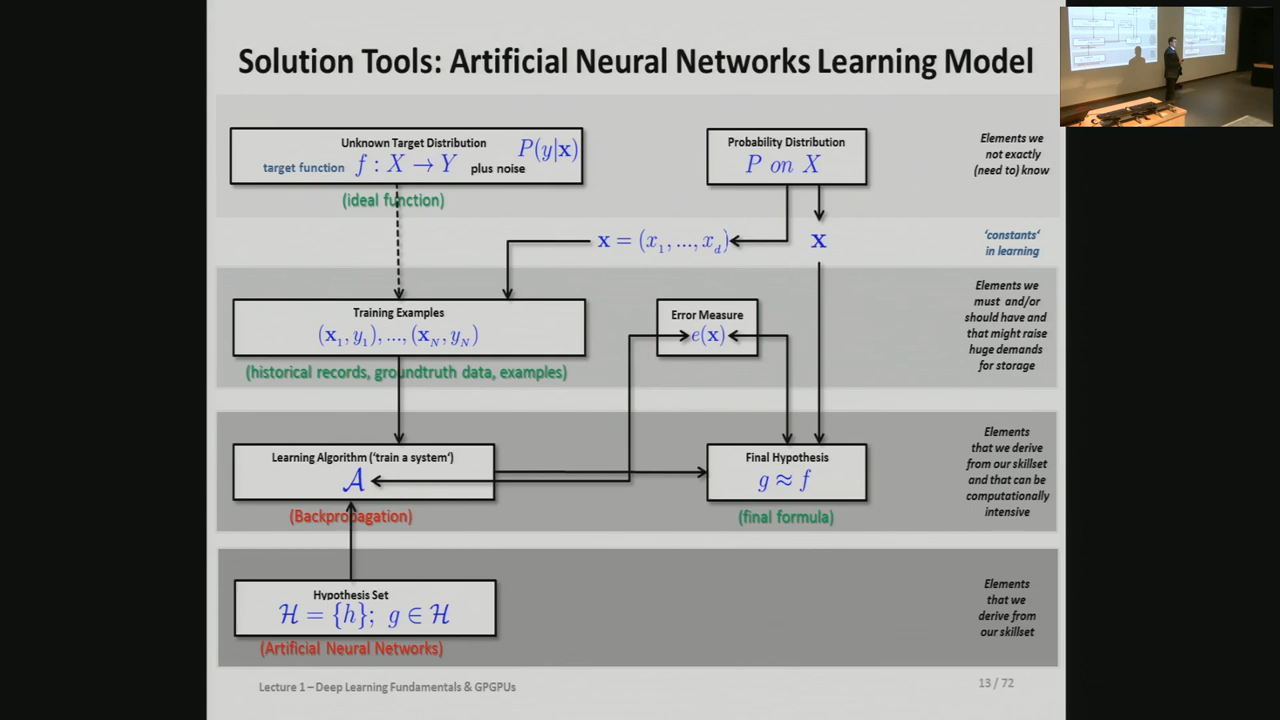 Solution Tools: Artificial Neural Networks Learning Model
Unknown Target Distribution
target function f : X → Y plus noise P(y|x)
(ideal function)
Probability Distribution
P on X
Elements we
not exactly
(need to) know
x = (x₁, ..., x_d)
x
'constants'
in learning
Training Examples
(x₁, y₁), ..., (x_N, y_N)
(historical records, groundtruth data, examples)
Error Measure
e(x)
Elements we
must and/or
should have and
that might raise
huge demands
for storage
Learning Algorithm ('train a system')
𝒜
(Backpropagation)
Final Hypothesis
g ≈ f
(final formula)
Elements
that we derive
from our skillset
and that can be
computationally
intensive
Hypothesis Set
ℋ = {h}; g ∈ ℋ
(Artificial Neural Networks)
Elements
that we
derive from
our skillset
Lecture 1 – Deep Learning Fundamentals & GPGPUs
13 / 72